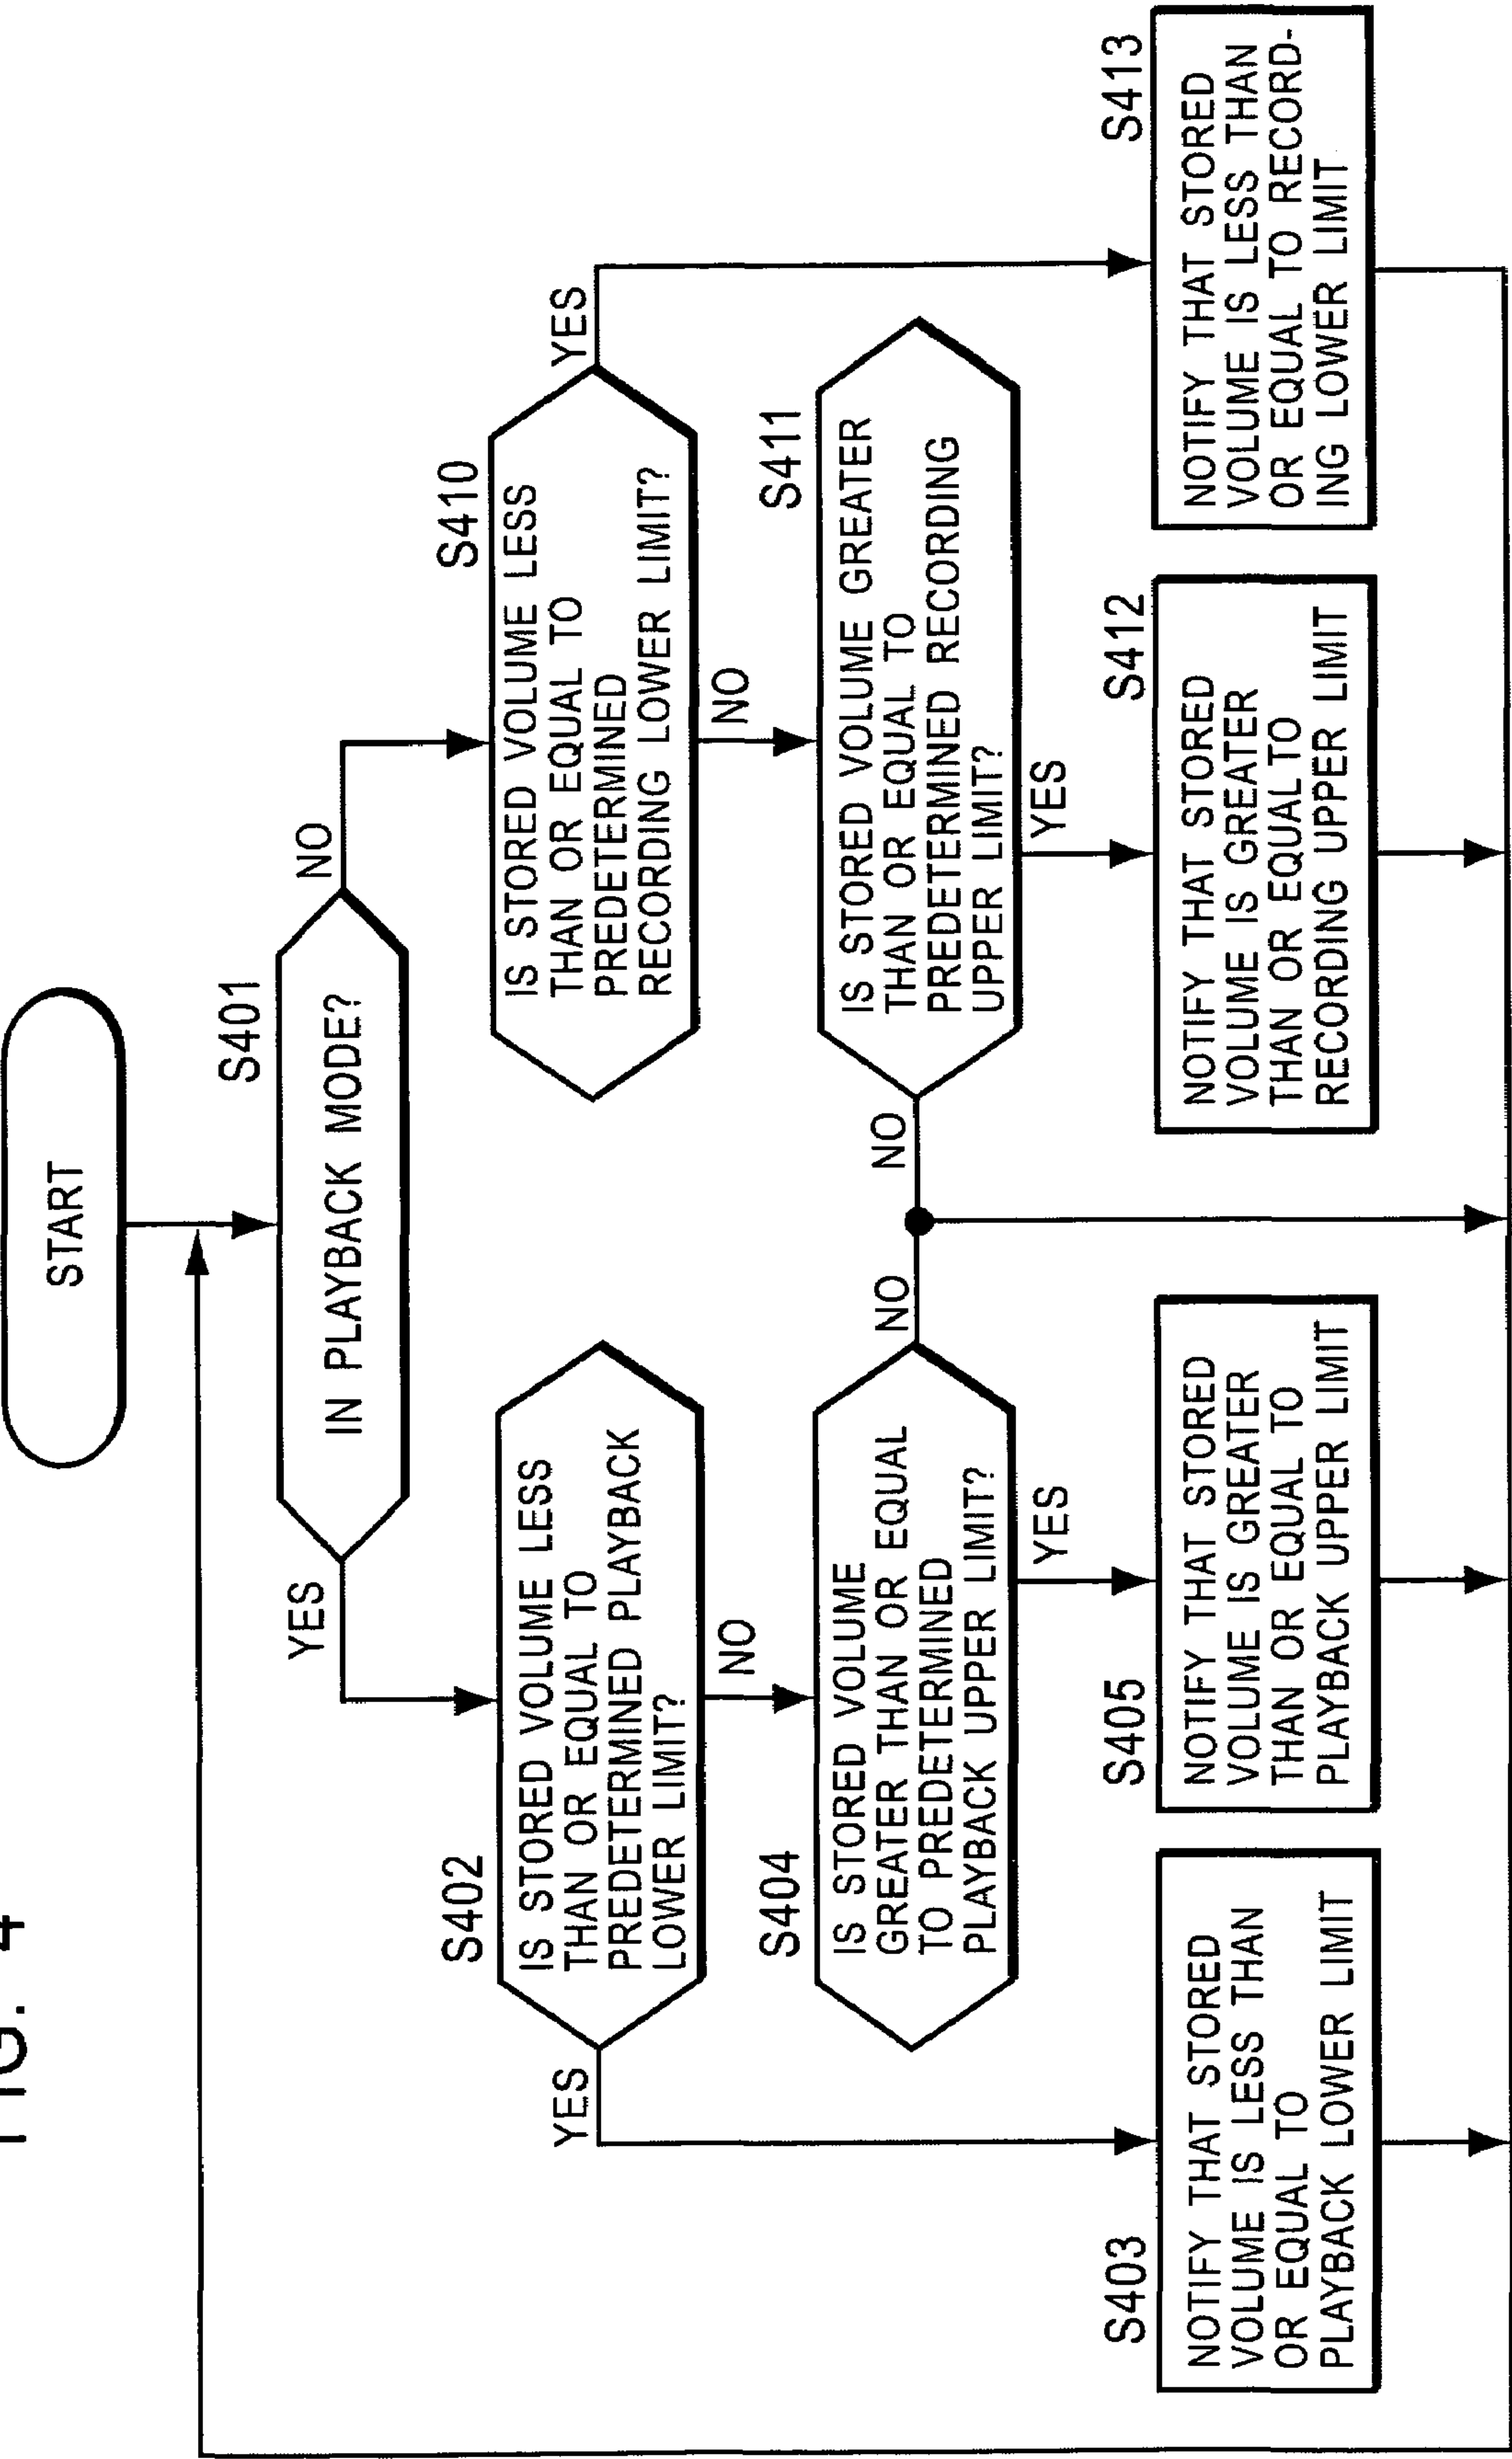 FIG. 4
START
S401
IN PLAYBACK MODE?
YES
NO
S402
IS STORED VOLUME LESS
THAN OR EQUAL TO
PREDETERMINED PLAYBACK
LOWER LIMIT?
YES
NO
S410
IS STORED VOLUME LESS
THAN OR EQUAL TO
PREDETERMINED
RECORDING LOWER LIMIT?
YES
NO
S404
IS STORED VOLUME
GREATER THAN OR EQUAL
TO PREDETERMINED
PLAYBACK UPPER LIMIT?
NO
YES
S411
IS STORED VOLUME GREATER
THAN OR EQUAL TO
PREDETERMINED RECORDING
UPPER LIMIT?
NO
YES
S403
NOTIFY THAT STORED
VOLUME IS LESS THAN
OR EQUAL TO
PLAYBACK LOWER LIMIT
S405
NOTIFY THAT STORED
VOLUME IS GREATER
THAN OR EQUAL TO
PLAYBACK UPPER LIMIT
S412
NOTIFY THAT STORED
VOLUME IS GREATER
THAN OR EQUAL TO
RECORDING UPPER LIMIT
S413
NOTIFY THAT STORED
VOLUME IS LESS THAN
OR EQUAL TO RECORD-
ING LOWER LIMIT